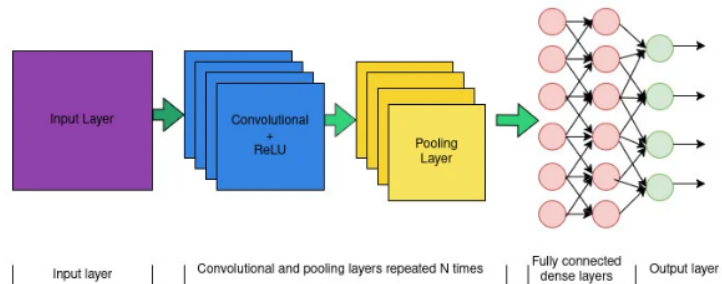 Input Layer
Convolutional
+
ReLU
Pooling
Layer
Input layer
Convolutional and pooling layers repeated N times
Fully connected
dense layers
Output layer